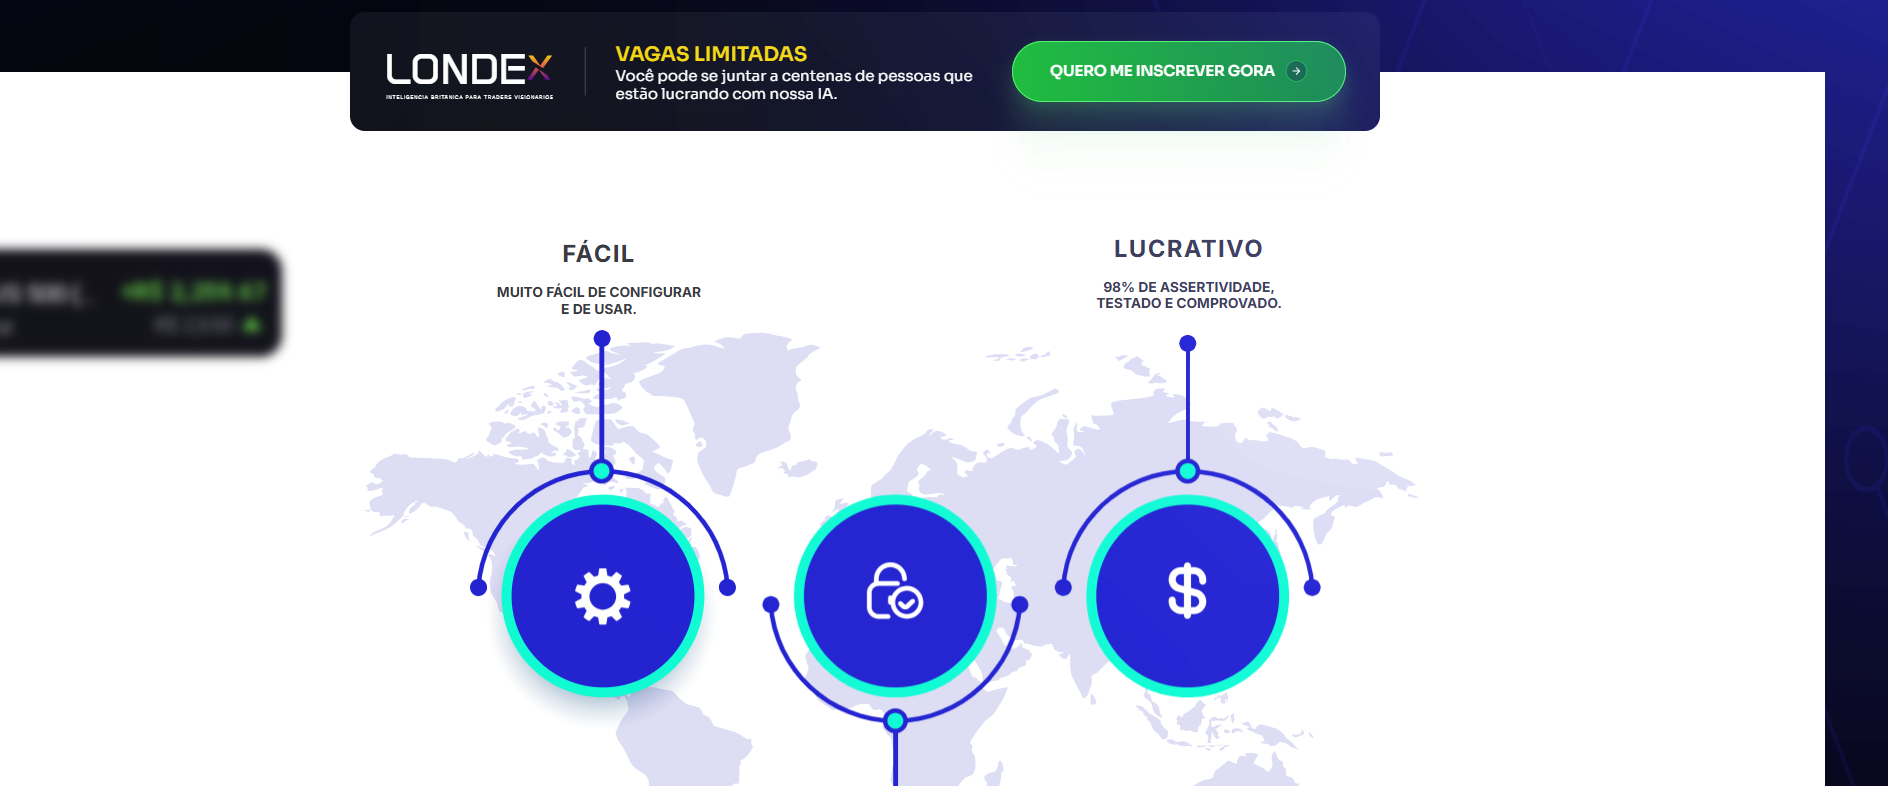 LONDEX
INTELIGENCIA BRITANICA PARA TRADERS VISIONARIOS
VAGAS LIMITADAS
Você pode se juntar a centenas de pessoas que
estão lucrando com nossa IA.
QUERO ME INSCREVER GORA
FÁCIL
MUITO FÁCIL DE CONFIGURAR
E DE USAR.
LUCRATIVO
98% DE ASSERTIVIDADE,
TESTADO E COMPROVADO.